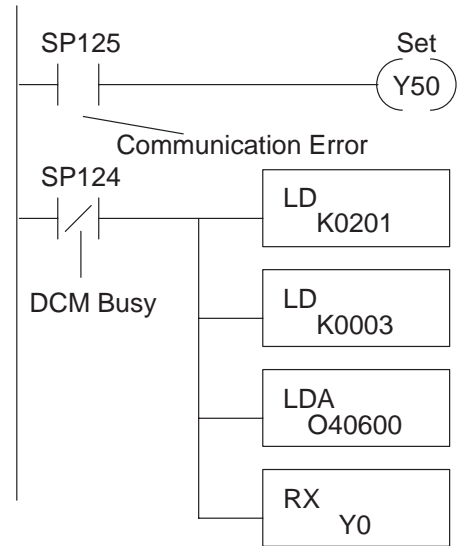 SP125
Set
Y50
Communication Error
SP124
DCM Busy
LD
K0201
LD
K0003
LDA
O40600
RX
Y0